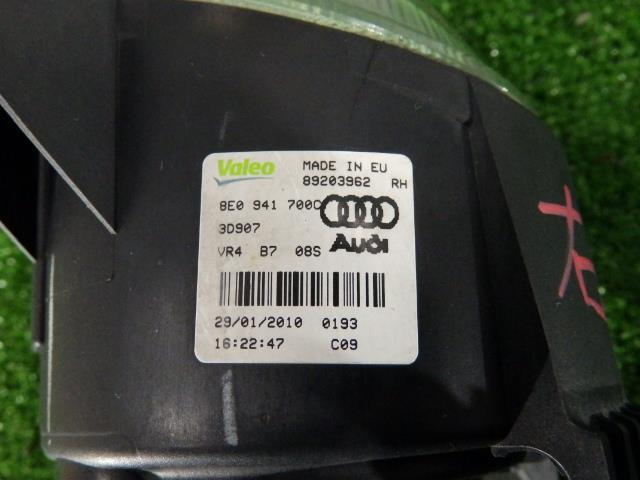 Valeo MADE IN EU
89203962 RH
8E0 941 700C
3D907 Audi
VR4 B7 08S
29/01/2010 0193
16:22:47 C09